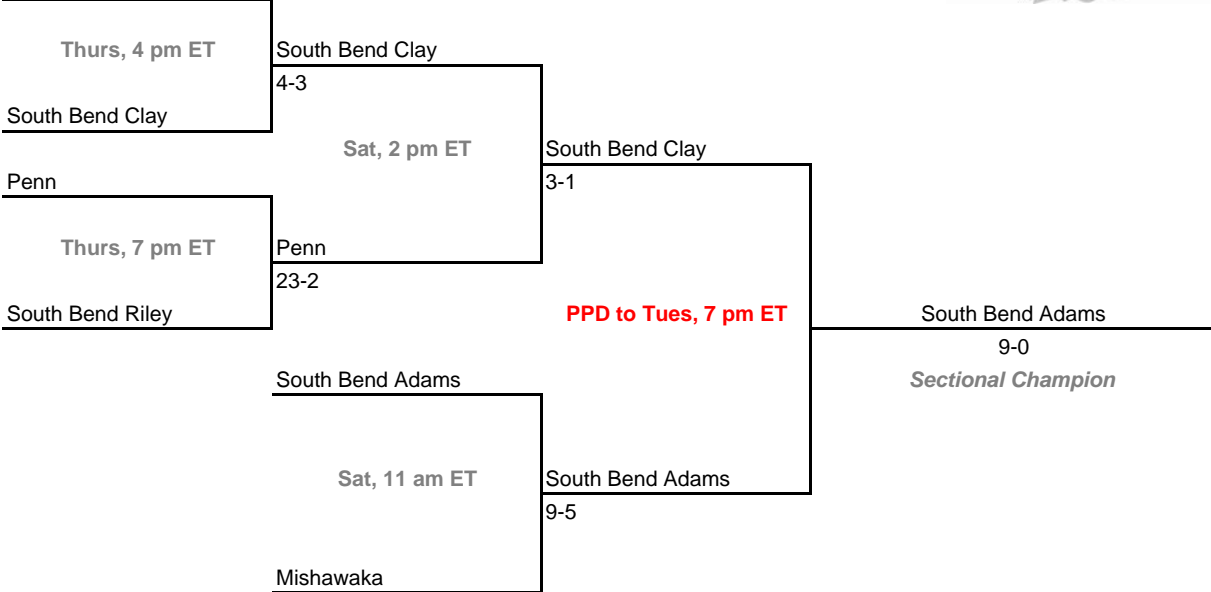 Thurs, 4 pm ET
South Bend Clay
4-3
South Bend Clay
Sat, 2 pm ET
South Bend Clay
Penn
3-1
Thurs, 7 pm ET
Penn
23-2
South Bend Riley
PPD to Tues, 7 pm ET
South Bend Adams
9-0
South Bend Adams
Sectional Champion
Sat, 11 am ET
South Bend Adams
9-5
Mishawaka